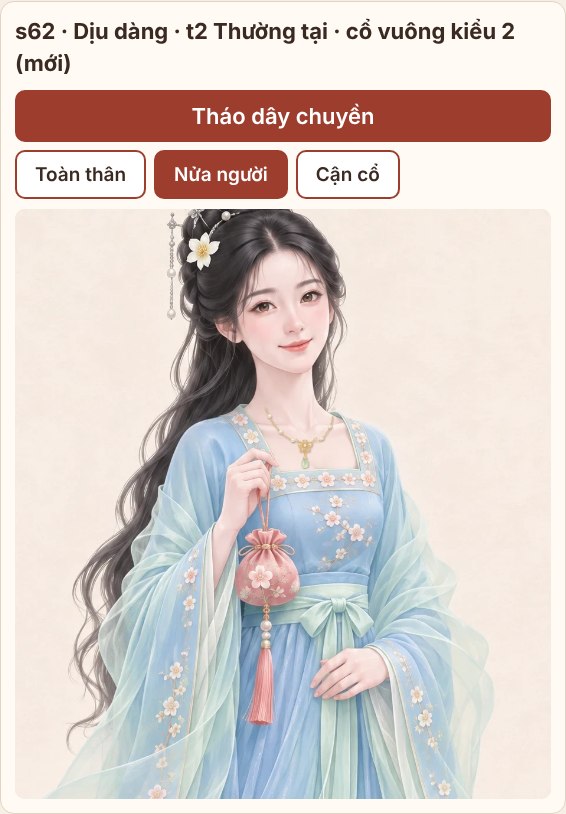 s62 · Dịu dàng · t2 Thường tại · cổ vuông kiểu 2
(mới)
Tháo dây chuyền
Toàn thân
Nửa người
Cận cổ